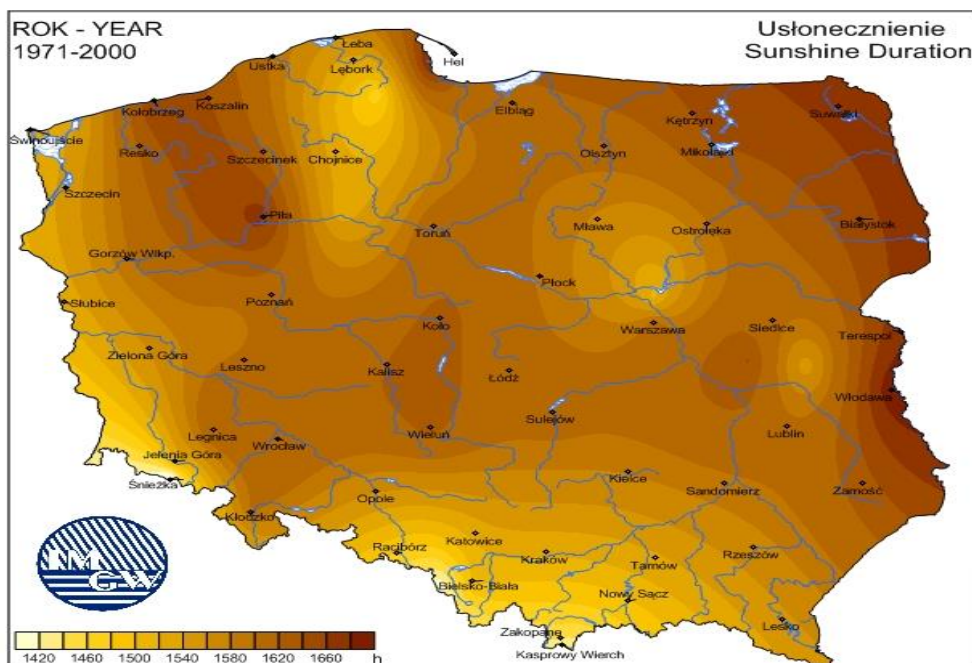 ROK - YEAR
1971-2000
Usłonecznienie
Sunshine Duration
Łeba
Ustka
Lębork
Hel
Kołobrzeg
Koszalin
Elbląg
Kętrzyn
Suwałki
Świnoujście
Resko
Szczecinek
Chojnice
Olsztyn
Mikołajki
Szczecin
Piła
Toruń
Mława
Ostrołęka
Białystok
Gorzów Wlkp.
Płock
Słubice
Poznań
Koło
Warszawa
Siedlce
Terespol
Zielona Góra
Leszno
Kalisz
Łódź
Włodawa
Sulejów
Legnica
Wrocław
Wieluń
Lublin
Jelenia Góra
Śnieżka
Opole
Kielce
Sandomierz
Zamość
Kłodzko
Racibórz
Katowice
Kraków
Tarnów
Rzeszów
Bielsko-Biała
Nowy Sącz
Lesko
Zakopane
Kasprowy Wierch
IM
GW
1420 1460 1500 1540 1580 1620 1660 h